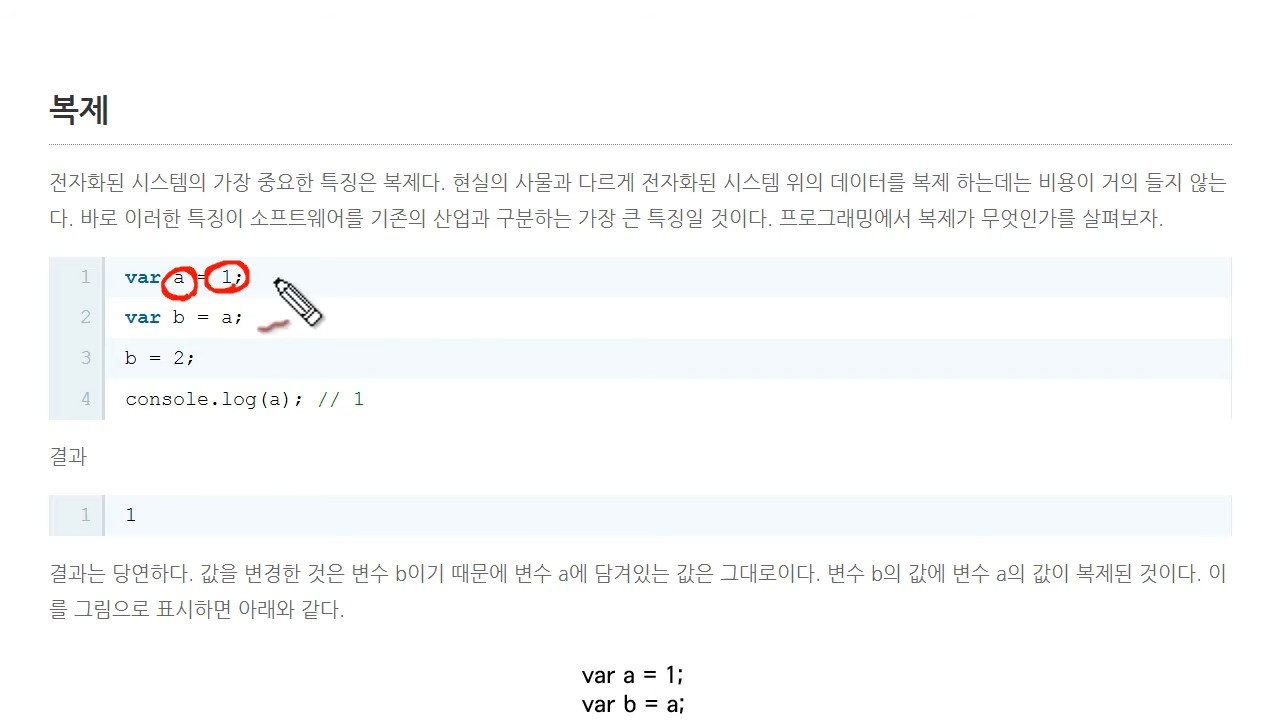 복제
전자화된 시스템의 가장 중요한 특징은 복제다. 현실의 사물과 다르게 전자화된 시스템 위의 데이터를 복제 하는데는 비용이 거의 들지 않는
다. 바로 이러한 특징이 소프트웨어를 기존의 산업과 구분하는 가장 큰 특징일 것이다. 프로그래밍에서 복제가 무엇인가를 살펴보자.
1 var a = 1;
2 var b = a;
3 b = 2;
4 console.log(a); // 1
결과
1 1
결과는 당연하다. 값을 변경한 것은 변수 b이기 때문에 변수 a에 담겨있는 값은 그대로이다. 변수 b의 값에 변수 a의 값이 복제된 것이다. 이
를 그림으로 표시하면 아래와 같다.
var a = 1;
var b = a;